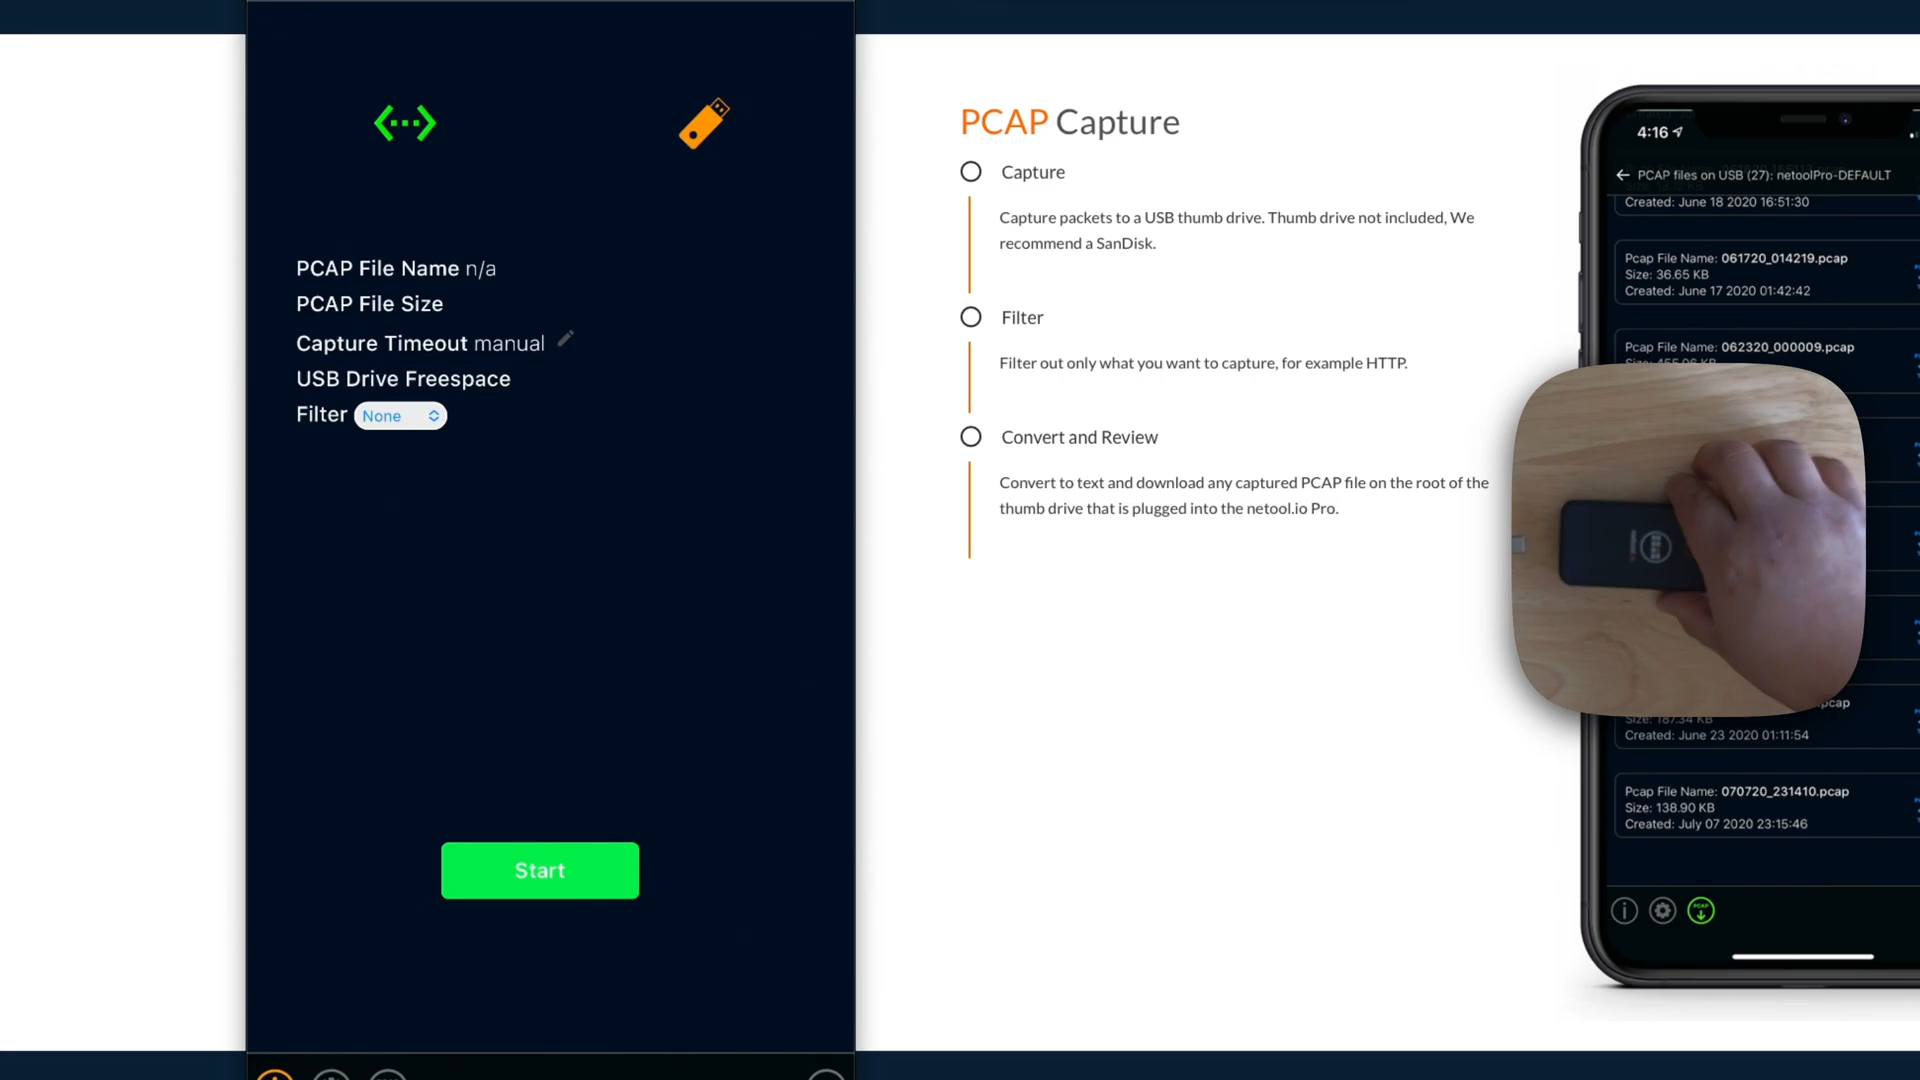 PCAP File Name n/a
PCAP File Size
Capture Timeout manual
USB Drive Freespace
Filter None
Start
PCAP Capture
Capture
Capture packets to a USB thumb drive. Thumb drive not included, We
recommend a SanDisk.
Filter
Filter out only what you want to capture, for example HTTP.
Convert and Review
Convert to text and download any captured PCAP file on the root of the
thumb drive that is plugged into the netool.io Pro.
4:16
PCAP files on USB (27): netoolPro-DEFAULT
Created: June 18 2020 16:51:30
Pcap File Name: 061720_014219.pcap
Size: 36.65 KB
Created: June 17 2020 01:42:42
Pcap File Name: 062320_000009.pcap
pcap
Size: 187.34 KB
Created: June 23 2020 01:11:54
Pcap File Name: 070720_231410.pcap
Size: 138.90 KB
Created: July 07 2020 23:15:46
PCAP